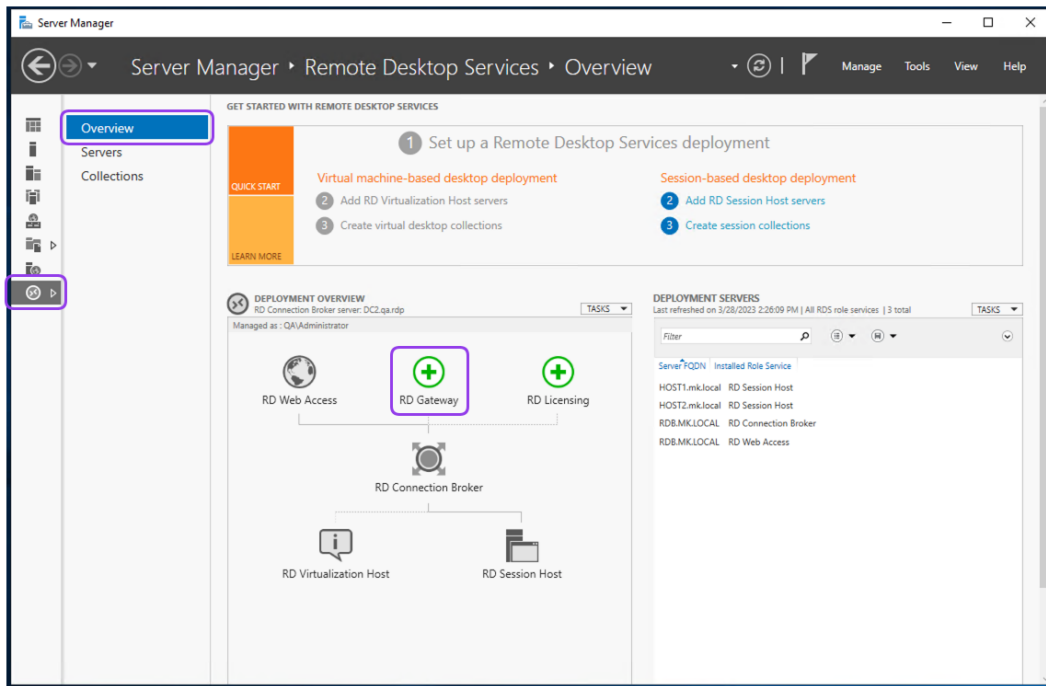 Server Manager
Server Manager ‣ Remote Desktop Services ‣ Overview
Manage Tools View Help
Overview
Servers
Collections
GET STARTED WITH REMOTE DESKTOP SERVICES
1 Set up a Remote Desktop Services deployment
QUICK START
LEARN MORE
Virtual machine-based desktop deployment
2 Add RD Virtualization Host servers
3 Create virtual desktop collections
Session-based desktop deployment
2 Add RD Session Host servers
3 Create session collections
DEPLOYMENT OVERVIEW
RD Connection Broker server: DC2.qa.rdp
TASKS
Managed as : QA\Administrator
RD Web Access
RD Gateway
RD Licensing
RD Connection Broker
RD Virtualization Host
RD Session Host
DEPLOYMENT SERVERS
Last refreshed on 3/28/2023 2:26:09 PM | All RDS role services | 3 total
TASKS
Filter
Server FQDN Installed Role Service
HOST1.mk.local RD Session Host
HOST2.mk.local RD Session Host
RDB.MK.LOCAL RD Connection Broker
RDB.MK.LOCAL RD Web Access